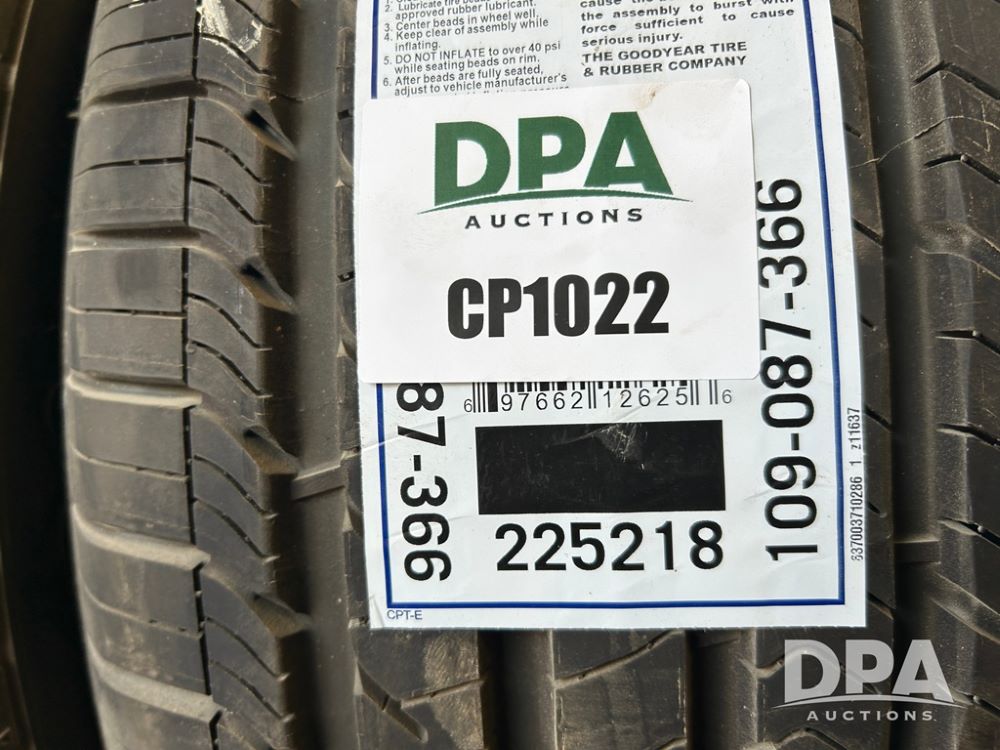 2. Lubricate tire beads
approved rubber lubricant.
3. Center beads in wheel well.
4. Keep clear of assembly while
inflating.
5. DO NOT INFLATE to over 40 psi
while seating beads on rim.
6. After beads are fully seated,
adjust to vehicle manufacturer's
the assembly to burst with
force sufficient to cause
serious injury.
THE GOODYEAR TIRE
& RUBBER COMPANY
DPA
AUCTIONS
CP1022
6 97662 12625 6
225218
87-366
109-087-366
637003710286 1 z11637
CPT-E
DPA
AUCTIONS